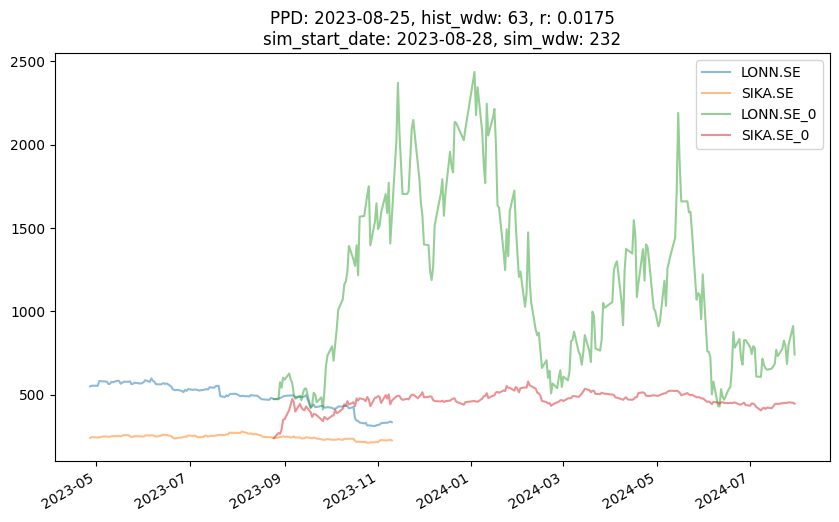 PPD: 2023-08-25, hist_wdw: 63, r: 0.0175
sim_start_date: 2023-08-28, sim_wdw: 232
2500
2000
1500
1000
500
LONN.SE
SIKA.SE
LONN.SE_0
SIKA.SE_0
2023-05
2023-07
2023-09
2023-11
2024-01
2024-03
2024-05
2024-07